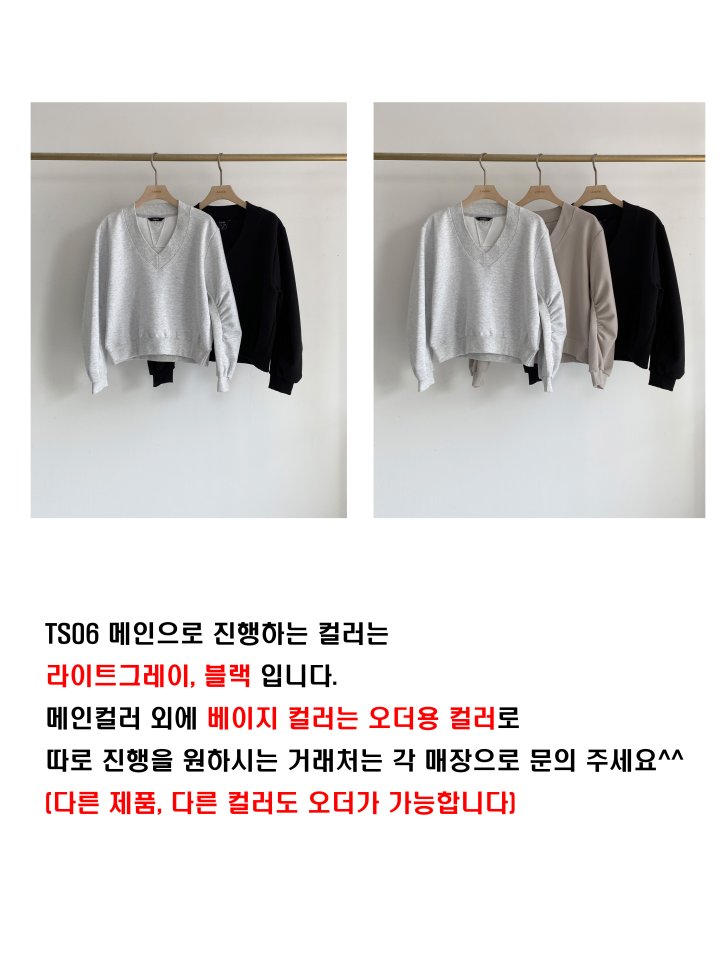 TS06 메인으로 진행하는 컬러는
라이트그레이, 블랙 입니다.
메인컬러 외에 베이지 컬러는 오더용 컬러로
따로 진행을 원하시는 거래처는 각 매장으로 문의 주세요^^
(다른 제품, 다른 컬러도 오더가 가능합니다)